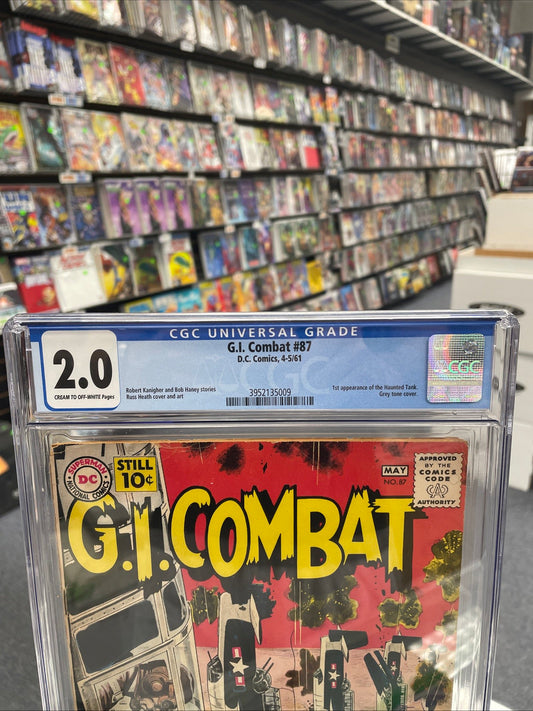 CGC UNIVERSAL GRADE
2.0
CREAM TO OFF-WHITE Pages
G.I. Combat #87
D.C. Comics, 4-5/61
Robert Kanigher and Bob Haney stories
Russ Heath cover and art
3952135009
1st appearance of the Haunted Tank.
Grey tone cover.
CGC
SUPERMAN
DC
NATIONAL COMICS
STILL
10¢
MAY
NO. 87
APPROVED
BY THE
COMICS
CODE
AUTHORITY
G.I. COMBAT